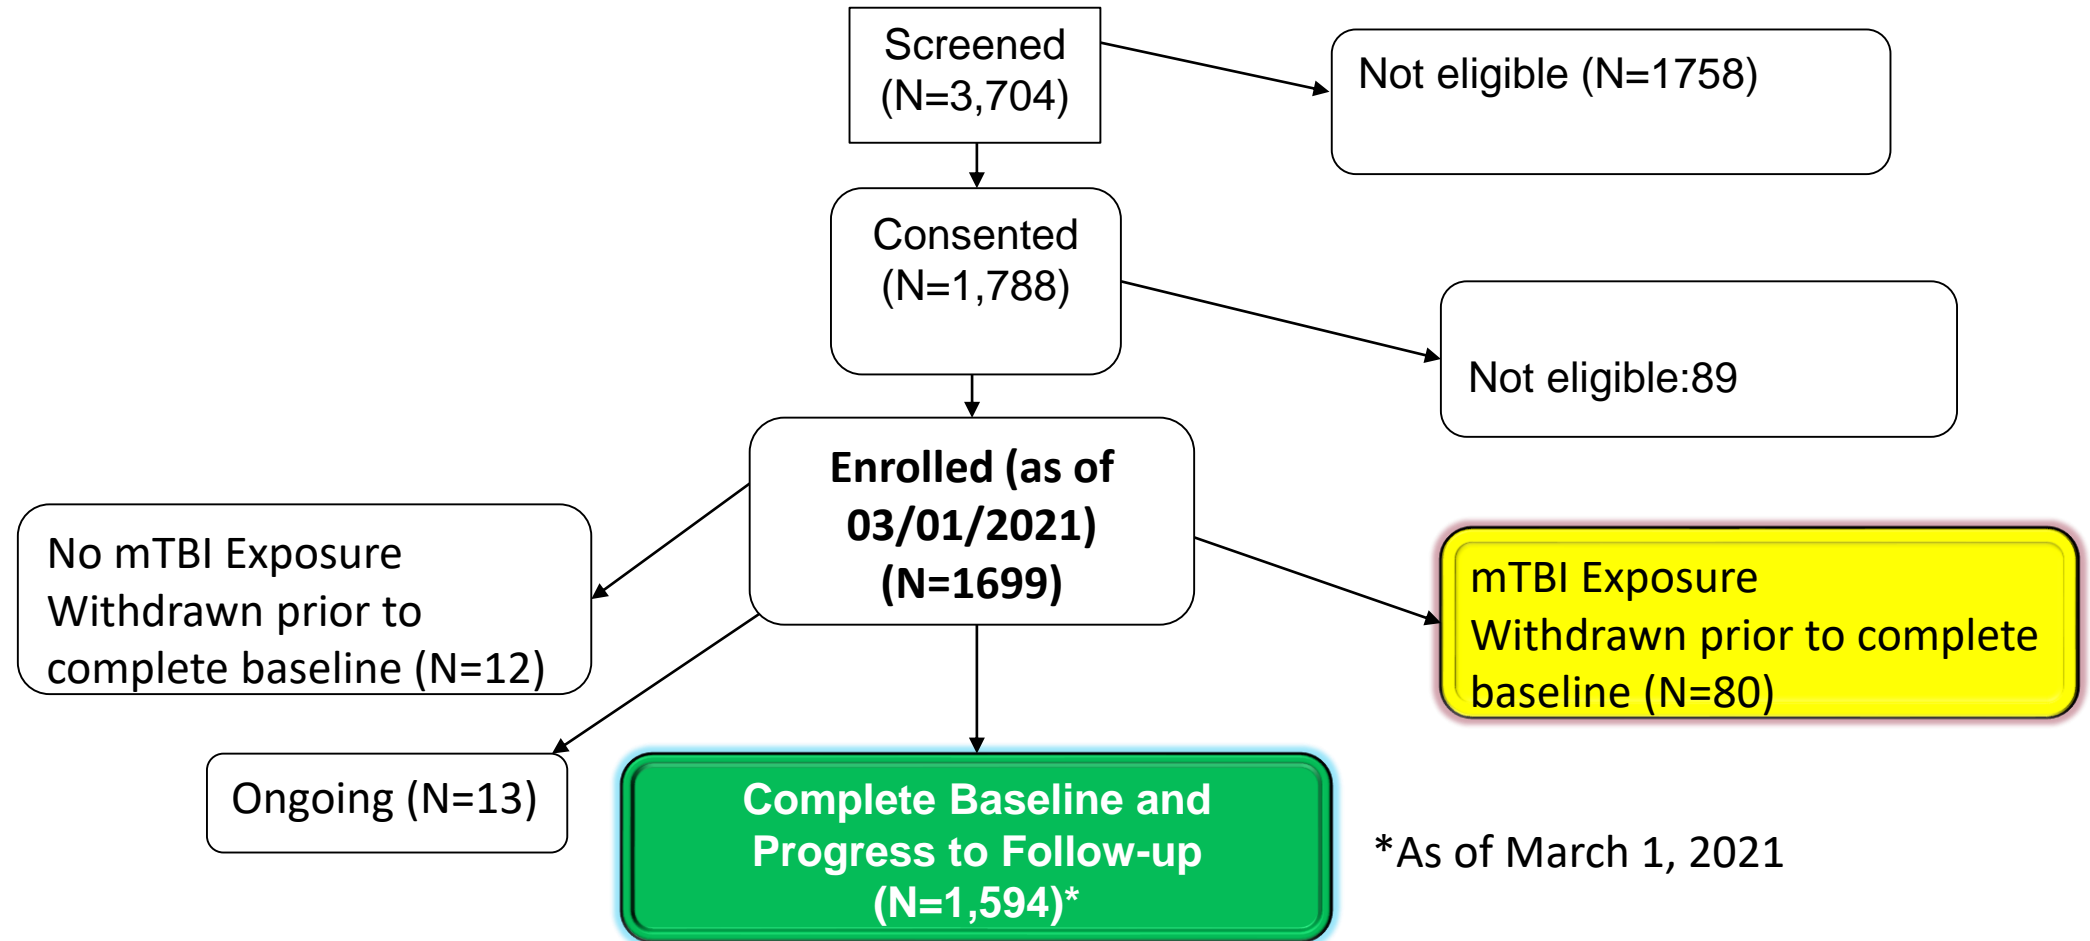 Screened
(N=3,704)
Not eligible (N=1758)
Consented
(N=1,788)
Not eligible:89
Enrolled (as of
03/01/2021)
(N=1699)
No mTBI Exposure
Withdrawn prior to
complete baseline (N=12)
mTBI Exposure
Withdrawn prior to complete
baseline (N=80)
Ongoing (N=13)
Complete Baseline and
Progress to Follow-up
(N=1,594)*
*As of March 1, 2021